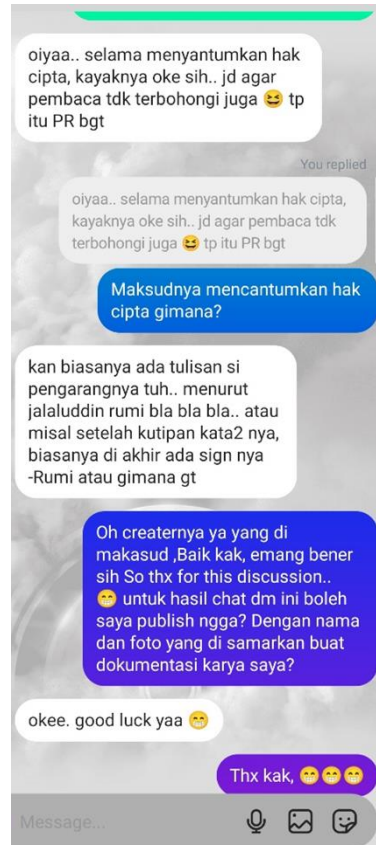 oiyaa.. selama menyantumkan hak
cipta, kayaknya oke sih.. jd agar
pembaca tdk terbohongi juga 😆 tp
itu PR bgt
You replied
oiyaa.. selama menyantumkan hak cipta,
kayaknya oke sih.. jd agar pembaca tdk
terbohongi juga 😆 tp itu PR bgt
Maksudnya mencantumkan hak
cipta gimana?
kan biasanya ada tulisan si
pengarangnya tuh.. menurut
jalaluddin rumi bla bla bla.. atau
misal setelah kutipan kata2 nya,
biasanya di akhir ada sign nya
-Rumi atau gimana gt
Oh creaternya ya yang di
makasud ,Baik kak, emang bener
sih So thx for this discussion..
😁 untuk hasil chat dm ini boleh
saya publish ngga? Dengan nama
dan foto yang di samarkan buat
dokumentasi karya saya?
okee. good luck yaa 😁
Thx kak, 😁😁😁
Message...